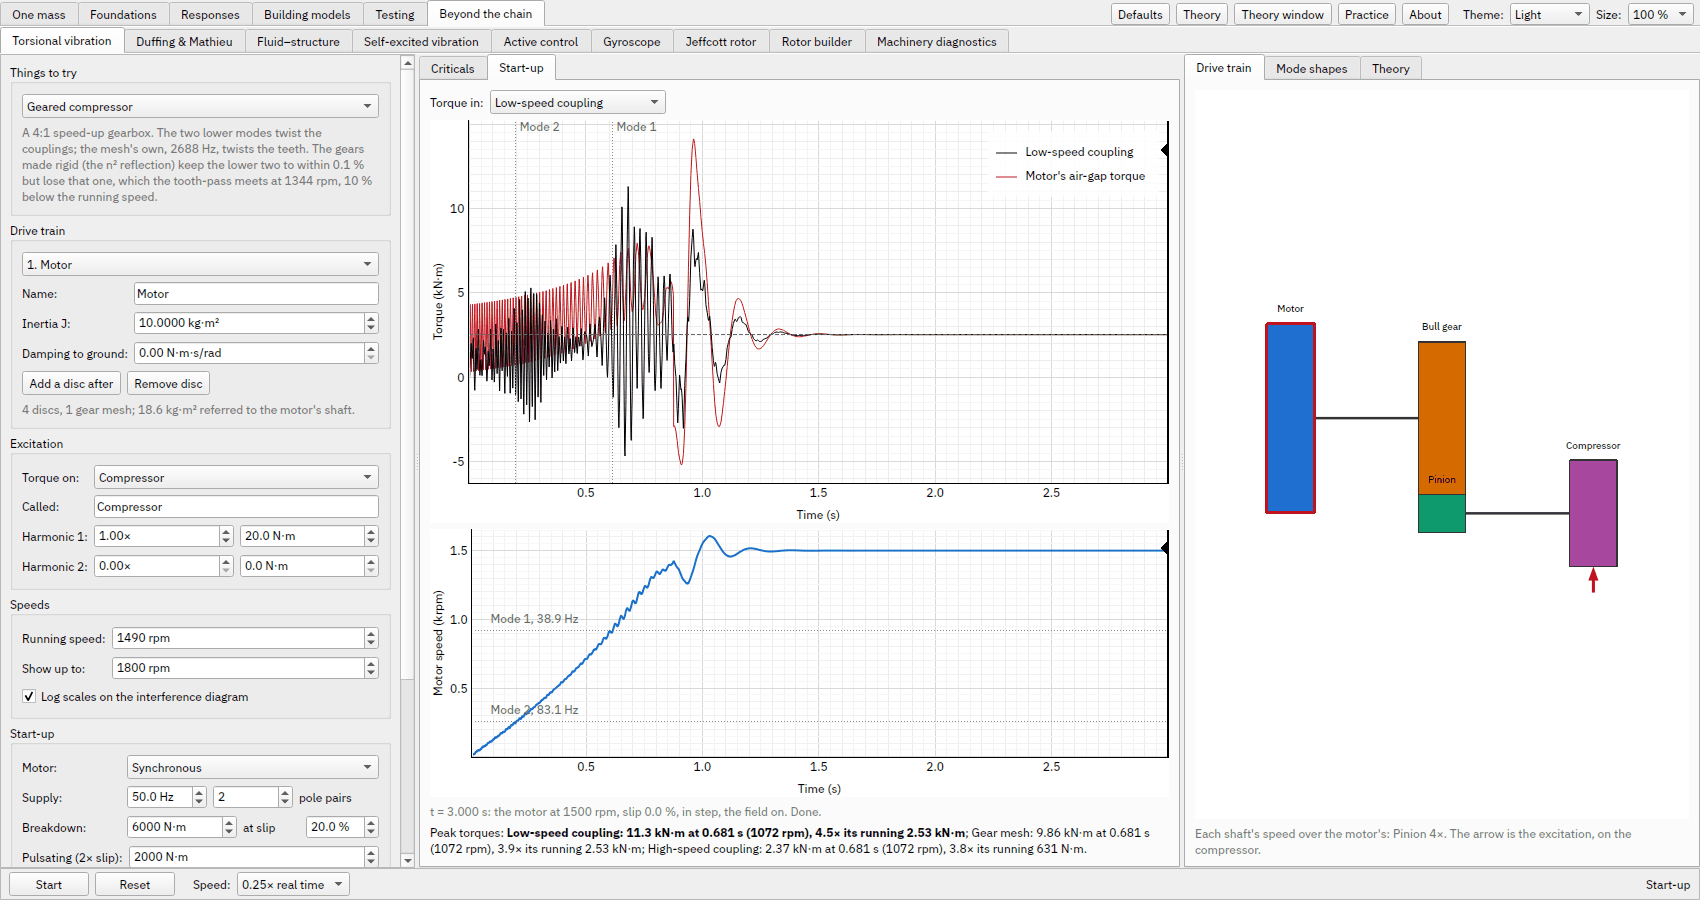 One mass
Foundations
Responses
Building models
Testing
Beyond the chain
Defaults
Theory
Theory window
Practice
About
Theme:
Light
Size:
100 %
Torsional vibration
Duffing & Mathieu
Fluid–structure
Self-excited vibration
Active control
Gyroscope
Jeffcott rotor
Rotor builder
Machinery diagnostics
Things to try
Geared compressor
A 4:1 speed-up gearbox. The two lower modes twist the
couplings; the mesh's own, 2688 Hz, twists the teeth. The gears
made rigid (the n² reflection) keep the lower two to within 0.1 %
but lose that one, which the tooth-pass meets at 1344 rpm, 10 %
below the running speed.
Drive train
1. Motor
Name:
Motor
Inertia J:
10.0000 kg·m²
Damping to ground:
0.00 N·m·s/rad
Add a disc after
Remove disc
4 discs, 1 gear mesh; 18.6 kg·m² referred to the motor's shaft.
Excitation
Torque on:
Compressor
Called:
Compressor
Harmonic 1:
1.00×
20.0 N·m
Harmonic 2:
0.00×
0.0 N·m
Speeds
Running speed:
1490 rpm
Show up to:
1800 rpm
Log scales on the interference diagram
Start-up
Motor:
Synchronous
Supply:
50.0 Hz
2
pole pairs
Breakdown:
6000 N·m
at slip
20.0 %
Pulsating (2× slip):
2000 N·m
Criticals
Start-up
Torque in:
Low-speed coupling
Mode 2
Mode 1
Low-speed coupling
Motor's air-gap torque
Torque (kN·m)
10
5
0
-5
0.5
1.0
1.5
2.0
2.5
Time (s)
Motor speed (krpm)
1.5
1.0
0.5
Mode 1, 38.9 Hz
Mode 2, 83.1 Hz
0.5
1.0
1.5
2.0
2.5
Time (s)
t = 3.000 s: the motor at 1500 rpm, slip 0.0 %, in step, the field on. Done.
Peak torques: Low-speed coupling: 11.3 kN·m at 0.681 s (1072 rpm), 4.5x its running 2.53 kN·m; Gear mesh: 9.86 kN·m at 0.681 s
(1072 rpm), 3.9x its running 2.53 kN·m; High-speed coupling: 2.37 kN·m at 0.681 s (1072 rpm), 3.8x its running 631 N·m.
Drive train
Mode shapes
Theory
Motor
Bull gear
Pinion
Compressor
Each shaft's speed over the motor's: Pinion 4×. The arrow is the excitation, on the
compressor.
Start
Reset
Speed:
0.25× real time
Start-up